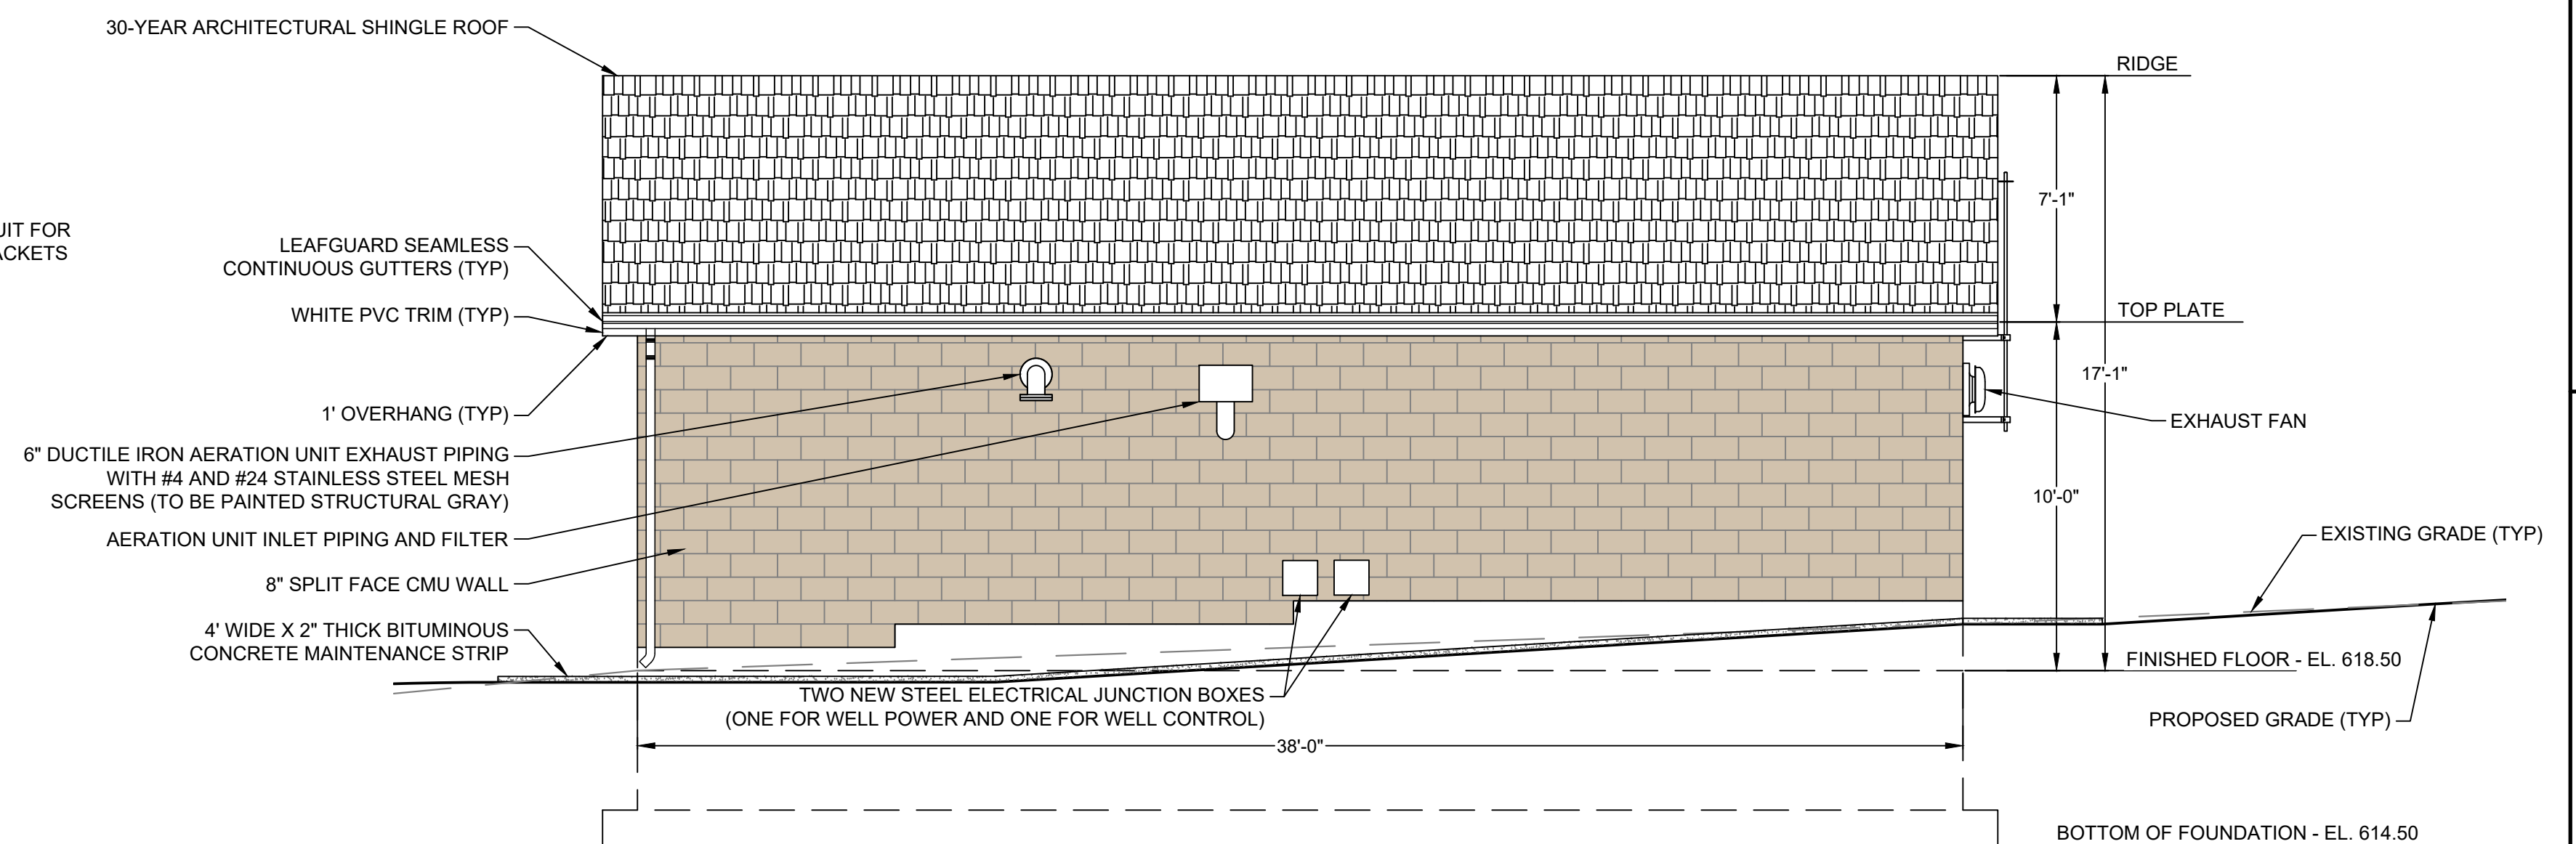 30-YEAR ARCHITECTURAL SHINGLE ROOF
UIT FOR
ACKETS
LEAFGUARD SEAMLESS
CONTINUOUS GUTTERS (TYP)
WHITE PVC TRIM (TYP)
1' OVERHANG (TYP)
6" DUCTILE IRON AERATION UNIT EXHAUST PIPING
WITH #4 AND #24 STAINLESS STEEL MESH
SCREENS (TO BE PAINTED STRUCTURAL GRAY)
AERATION UNIT INLET PIPING AND FILTER
8" SPLIT FACE CMU WALL
4' WIDE X 2" THICK BITUMINOUS
CONCRETE MAINTENANCE STRIP
TWO NEW STEEL ELECTRICAL JUNCTION BOXES
(ONE FOR WELL POWER AND ONE FOR WELL CONTROL)
38'-0"
RIDGE
7'-1"
TOP PLATE
17'-1"
EXHAUST FAN
10'-0"
EXISTING GRADE (TYP)
FINISHED FLOOR - EL. 618.50
PROPOSED GRADE (TYP)
BOTTOM OF FOUNDATION - EL. 614.50